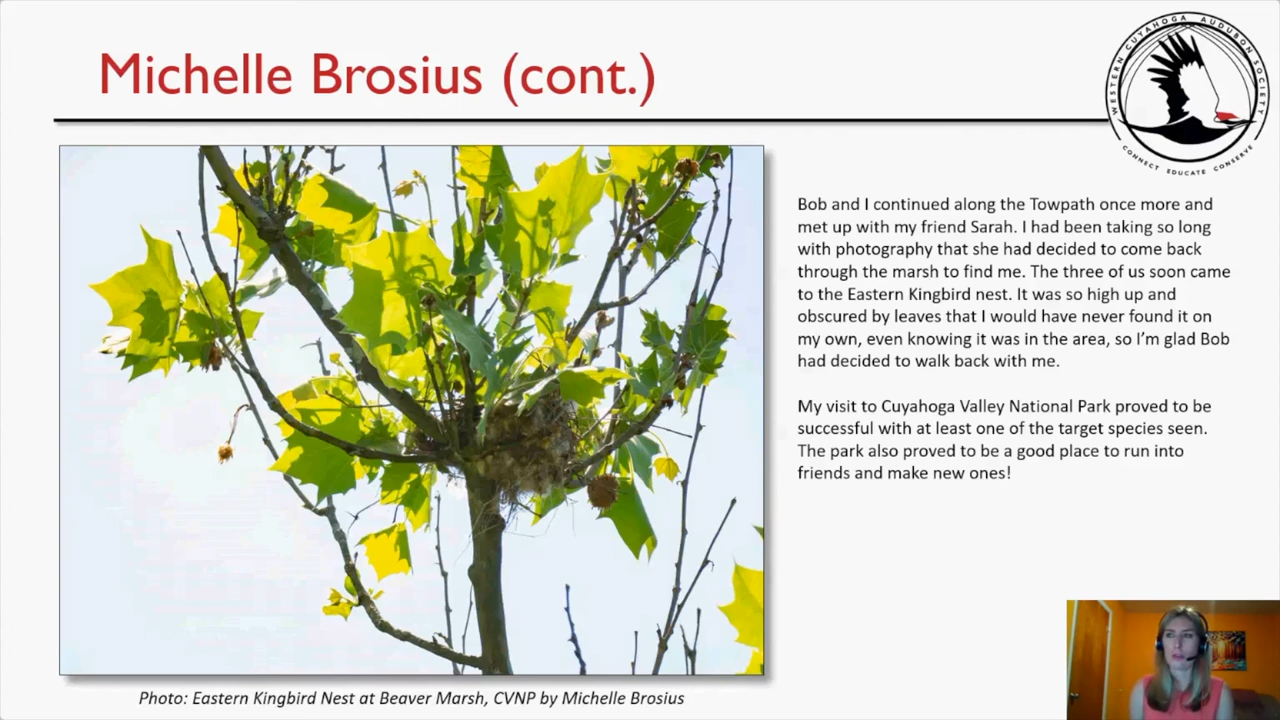 Michelle Brosius (cont.)
WESTERN CUYAHOGA AUDUBON SOCIETY
CONNECT EDUCATE CONSERVE
Bob and I continued along the Towpath once more and
met up with my friend Sarah. I had been taking so long
with photography that she had decided to come back
through the marsh to find me. The three of us soon came
to the Eastern Kingbird nest. It was so high up and
obscured by leaves that I would have never found it on
my own, even knowing it was in the area, so I’m glad Bob
had decided to walk back with me.
My visit to Cuyahoga Valley National Park proved to be
successful with at least one of the target species seen.
The park also proved to be a good place to run into
friends and make new ones!
Photo: Eastern Kingbird Nest at Beaver Marsh, CVNP by Michelle Brosius